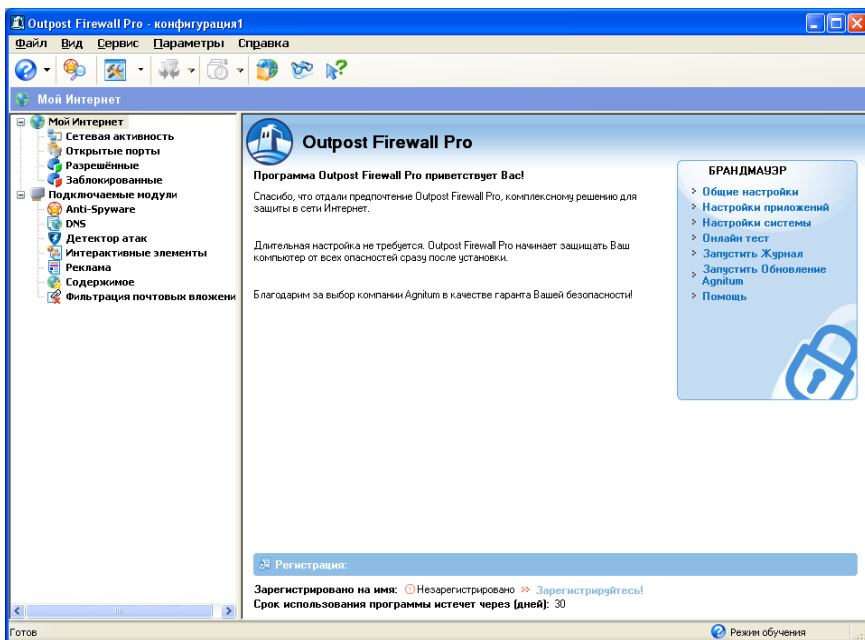 Outpost Firewall Pro - конфигурация1
Файл Вид Сервис Параметры Справка
Мой Интернет
Мой Интернет
Сетевая активность
Открытые порты
Разрешённые
Заблокированные
Подключаемые модули
Anti-Spyware
DNS
Детектор атак
Интерактивные элементы
Реклама
Содержимое
Фильтрация почтовых вложени
Outpost Firewall Pro
Программа Outpost Firewall Pro приветствует Вас!
Спасибо, что отдали предпочтение Outpost Firewall Pro, комплексному решению для
защиты в сети Интернет.
Длительная настройка не требуется. Outpost Firewall Pro начинает защищать Ваш
компьютер от всех опасностей сразу после установки.
Благодарим за выбор компании Agnitum в качестве гаранта Вашей безопасности!
БРАНДМАУЭР
Общие настройки
Настройки приложений
Настройки системы
Онлайн тест
Запустить Журнал
Запустить Обновление
Agnitum
Помощь
Регистрация:
Зарегистрировано на имя: Незарегистрировано >> Зарегистрируйтесь!
Срок использования программы истечет через (дней): 30
Готов
Режим обучения